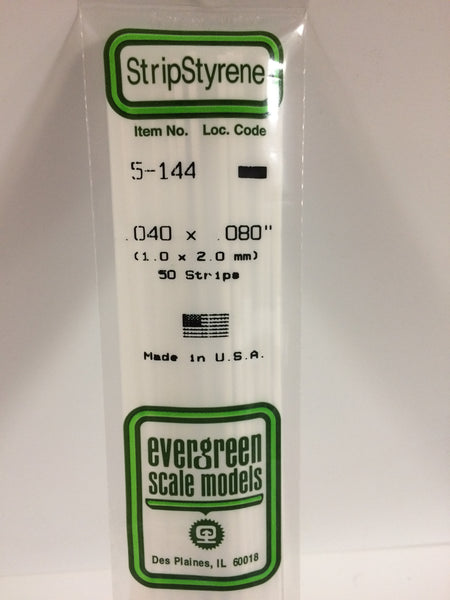 StripStyrene
Item No. Loc. Code
5-144
.040 x .080"
(1.0 x 2.0 mm)
50 Strips
Made in U.S.A.
evergreen
scale models
Des Plaines, IL 60018